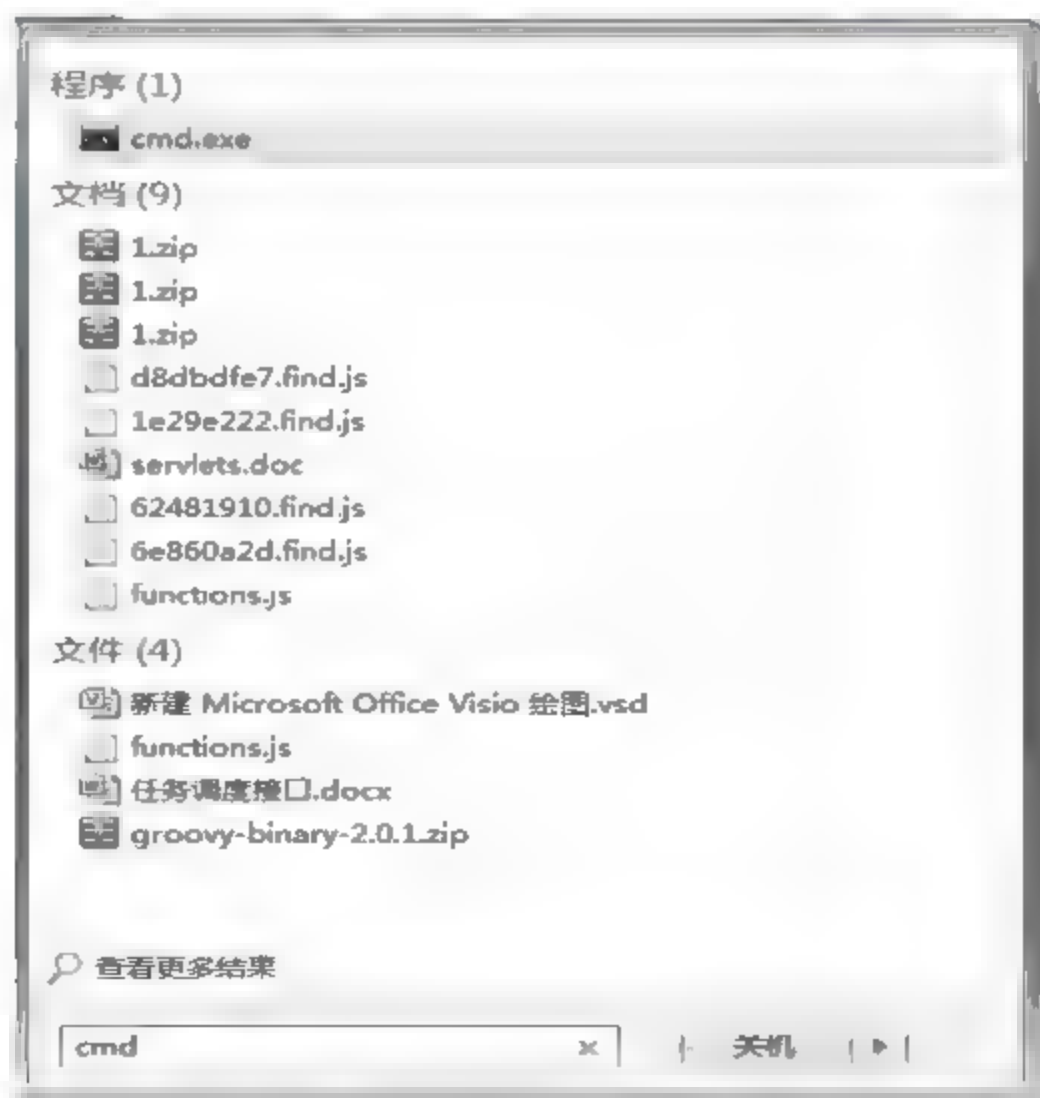 程序 (1)
cmd.exe
文档 (9)
1.zip
1.zip
1.zip
d8dbdfe7.find.js
1e29e222.find.js
servlets.doc
62481910.find.js
6e860a2d.find.js
functions.js
文件 (4)
新建 Microsoft Office Visio 绘图.vsd
functions.js
任务调度接口.docx
groovy-binary-2.0.1.zip
查看更多结果
cmd
关机